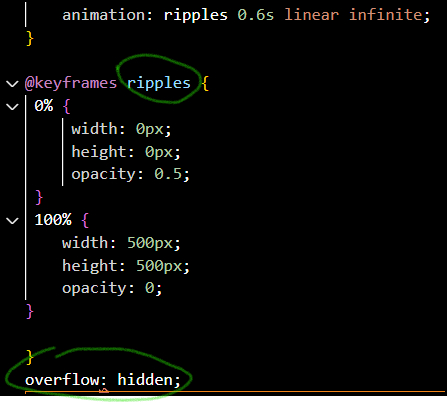 animation: ripples 0.6s linear infinite;
}
@keyframes ripples {
0% {
width: 0px;
height: 0px;
opacity: 0.5;
}
100% {
width: 500px;
height: 500px;
opacity: 0;
}
}
overflow: hidden;